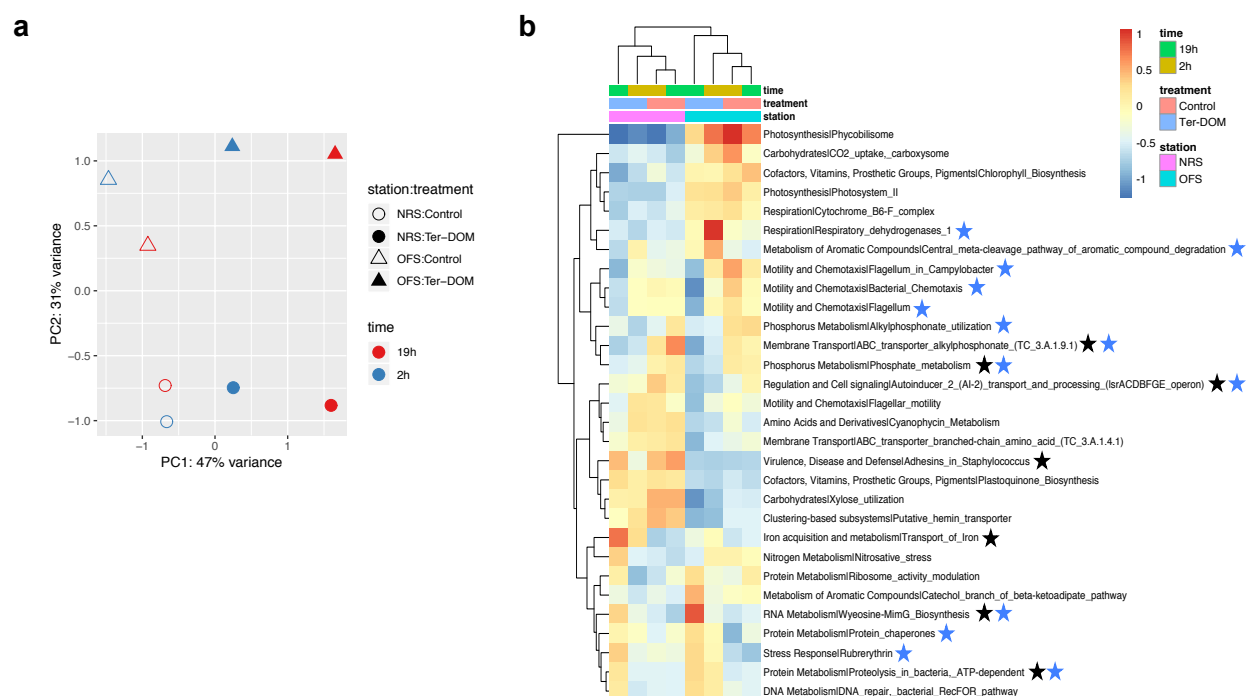 a
1.0
0.5
0.0
−0.5
−1.0
−1
0
1
PC1: 47% variance
PC2: 31% variance
station:treatment
NRS:Control
NRS:Ter−DOM
OFS:Control
OFS:Ter−DOM
time
19h
2h
b
time
treatment
station
1
0.5
0
-0.5
-1
time
19h
2h
treatment
Control
Ter-DOM
station
NRS
OFS
Photosynthesis|Phycobilisome
Carbohydrates|CO2_uptake,_carboxysome
Cofactors, Vitamins, Prosthetic Groups, Pigments|Chlorophyll_Biosynthesis
Photosynthesis|Photosystem_II
Respiration|Cytochrome_B6-F_complex
Respiration|Respiratory_dehydrogenases_1
Metabolism of Aromatic Compounds|Central_meta-cleavage_pathway_of_aromatic_compound_degradation
Motility and Chemotaxis|Flagellum_in_Campylobacter
Motility and Chemotaxis|Bacterial_Chemotaxis
Motility and Chemotaxis|Flagellum
Phosphorus Metabolism|Alkylphosphonate_utilization
Membrane Transport|ABC_transporter_alkylphosphonate_(TC_3.A.1.9.1)
Phosphorus Metabolism|Phosphate_metabolism
Regulation and Cell signaling|Autoinducer_2_(AI-2)_transport_and_processing_(lsrACDBFGE_operon)
Motility and Chemotaxis|Flagellar_motility
Amino Acids and Derivatives|Cyanophycin_Metabolism
Membrane Transport|ABC_transporter_branched-chain_amino_acid_(TC_3.A.1.4.1)
Virulence, Disease and Defense|Adhesins_in_Staphylococcus
Cofactors, Vitamins, Prosthetic Groups, Pigments|Plastoquinone_Biosynthesis
Carbohydrates|Xylose_utilization
Clustering-based subsystems|Putative_hemin_transporter
Iron acquisition and metabolism|Transport_of_Iron
Nitrogen Metabolism|Nitrosative_stress
Protein Metabolism|Ribosome_activity_modulation
Metabolism of Aromatic Compounds|Catechol_branch_of_beta-ketoadipate_pathway
RNA Metabolism|Wyeosine-MimG_Biosynthesis
Protein Metabolism|Protein_chaperones
Stress Response|Rubrerythrin
Protein Metabolism|Proteolysis_in_bacteria,_ATP-dependent
DNA Metabolism|DNA_repair,_bacterial_RecFOR_pathway